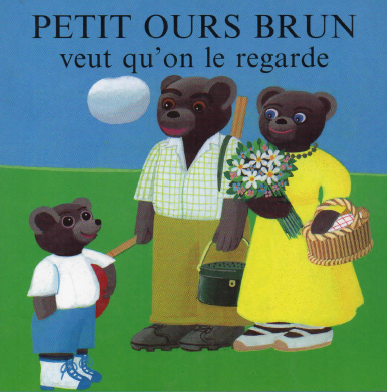 PETIT OURS BRUN
veut qu'on le regarde